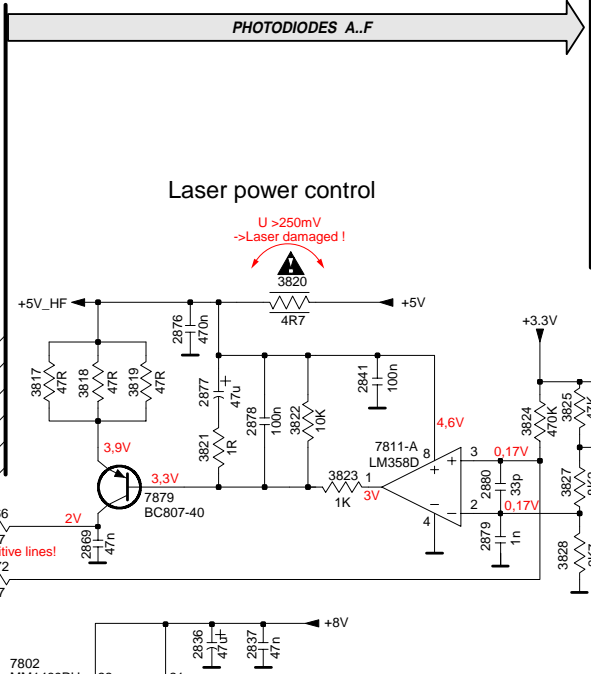 PHOTODIODES A..F
Laser power control
U >250mV
->Laser damaged !
3820
4R7
+5V_HF
+5V
2876
470n
+3.3V
3817
47R
3818
47R
3819
47R
2877
+
47u
2878
100n
3822
10K
2841
100n
3824
470K
3825
3821
1R
4,6V
3,9V
7811-A
LM358D
8
3
0,17V
+
3,3V
3823
1K
1
3V
2880
33p
3827
7879
BC807-40
2
0,17V
4
2V
2869
47n
2879
1n
3828
tive lines!
+8V
2836
47u
2837
47n
7802